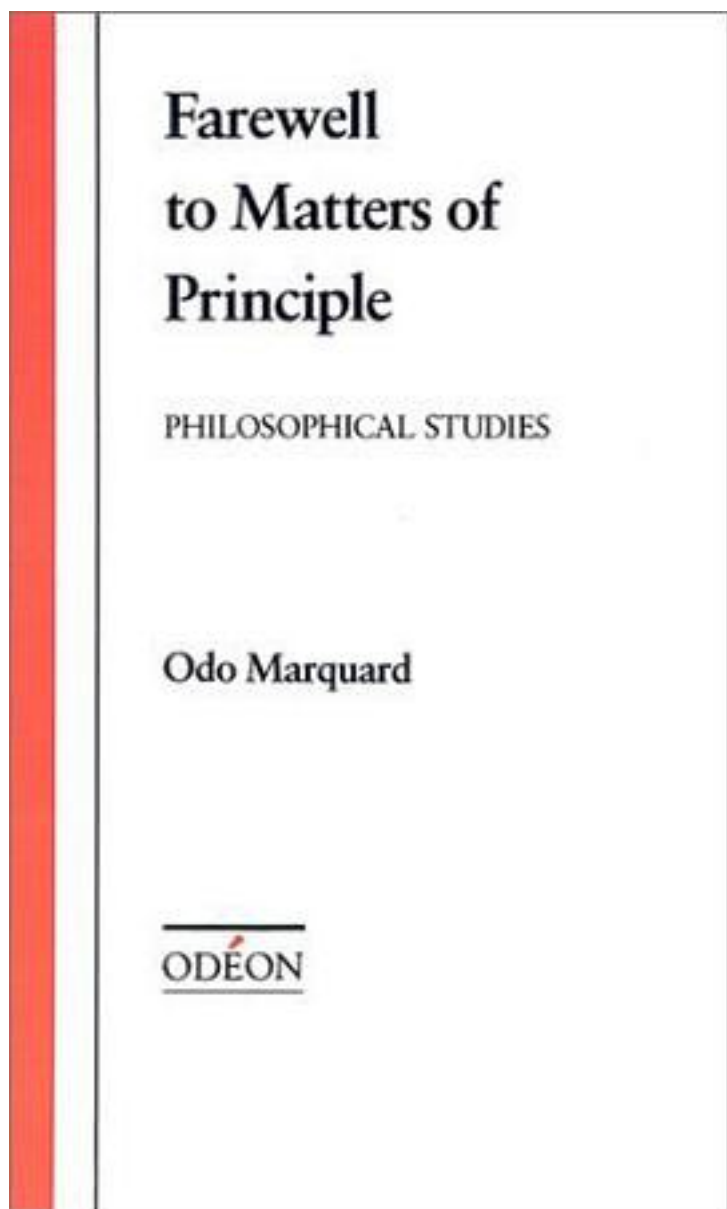 Farewell
to Matters of
Principle
PHILOSOPHICAL STUDIES
Odo Marquard
ODÉON